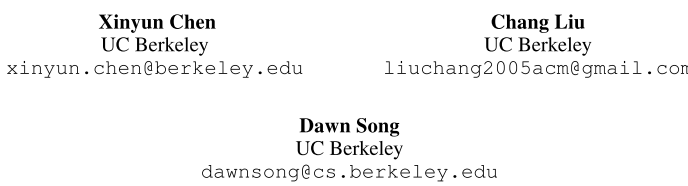 Xinyun Chen
UC Berkeley
xinyun.chen@berkeley.edu
Chang Liu
UC Berkeley
liuchang2005acm@gmail.com
Dawn Song
UC Berkeley
dawnsong@cs.berkeley.edu